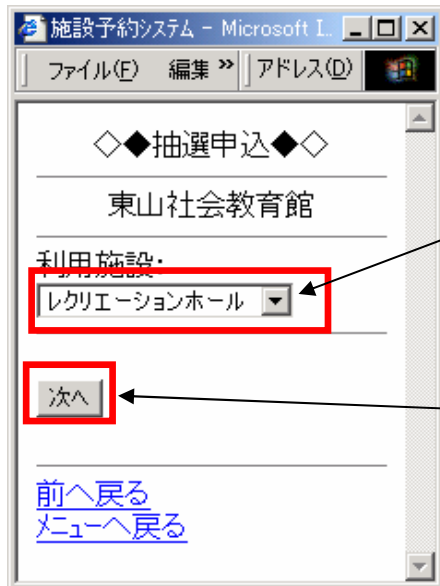 施設予約システム - Microsoft I...
ファイル(F) 編集 » アドレス(D)
◇◆抽選申込◆◇
東山社会教育館
利用施設:
レクリエーションホール
次へ
前へ戻る
メニューへ戻る